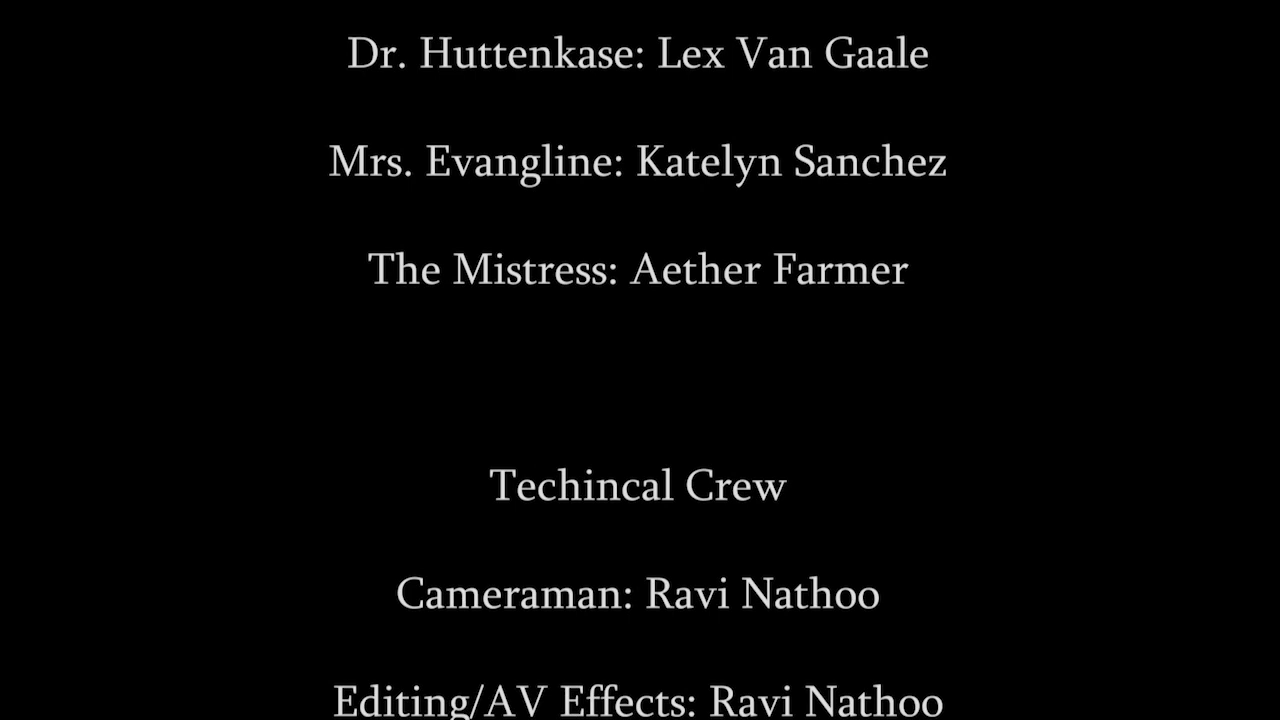 Dr. Huttenkase: Lex Van Gaale
Mrs. Evangline: Katelyn Sanchez
The Mistress: Aether Farmer
Techincal Crew
Cameraman: Ravi Nathoo
Editing/AV Effects: Ravi Nathoo